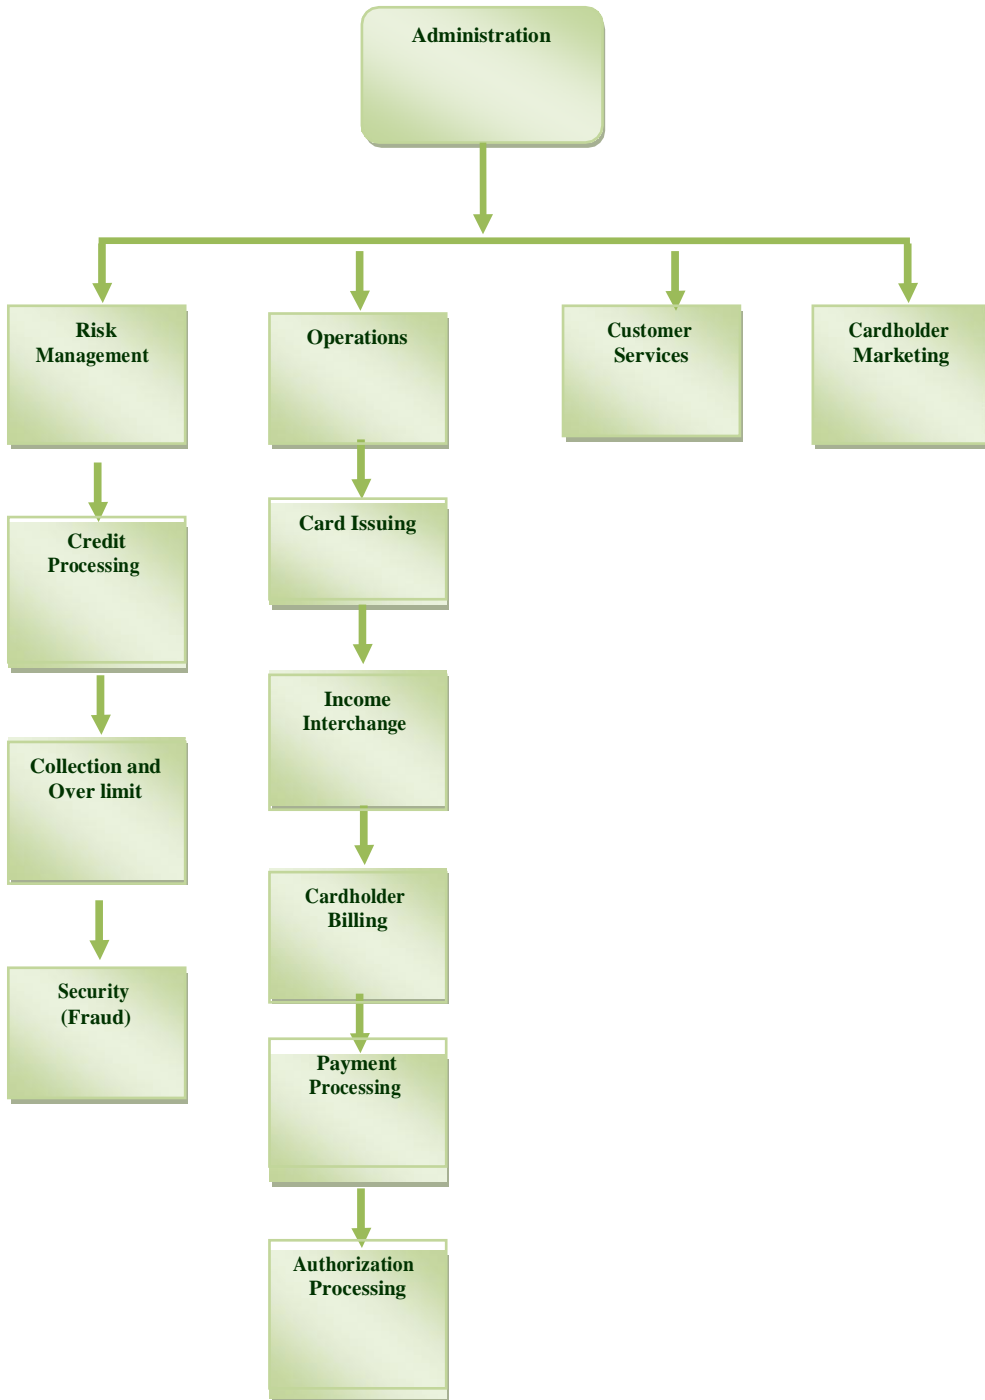 Administration
Risk
Management
Operations
Customer
Services
Cardholder
Marketing
Credit
Processing
Collection and
Over limit
Security
(Fraud)
Card Issuing
Income
Interchange
Cardholder
Billing
Payment
Processing
Authorization
Processing